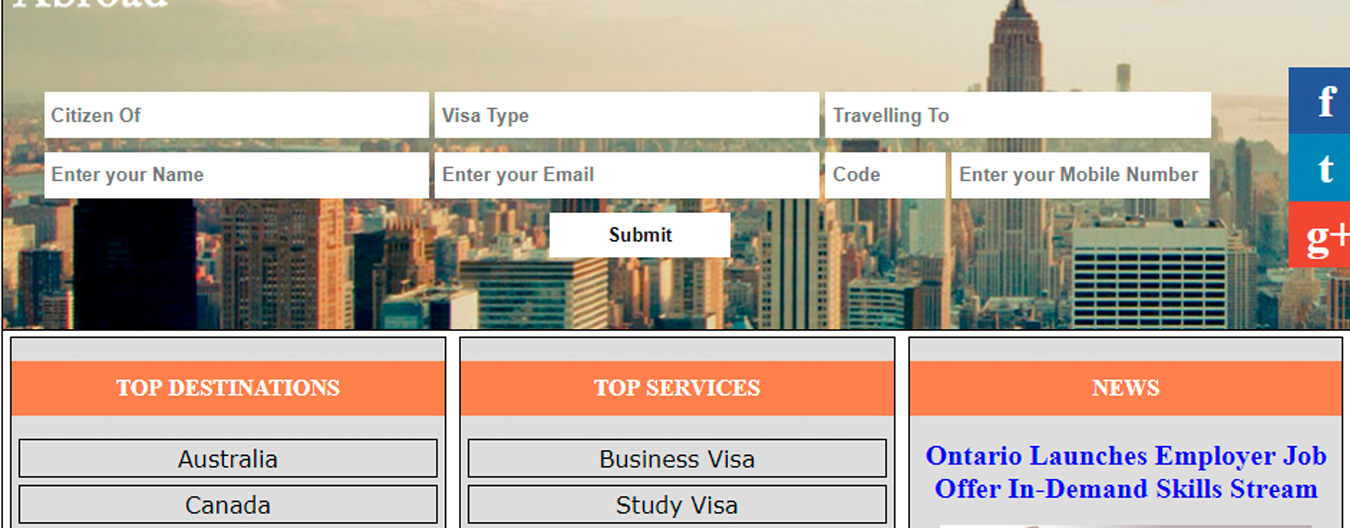 Abroad
Citizen Of
Visa Type
Travelling To
Enter your Name
Enter your Email
Code
Enter your Mobile Number
Submit
f
t
g+
TOP DESTINATIONS
Australia
Canada
TOP SERVICES
Business Visa
Study Visa
NEWS
Ontario Launches Employer Job
Offer In-Demand Skills Stream